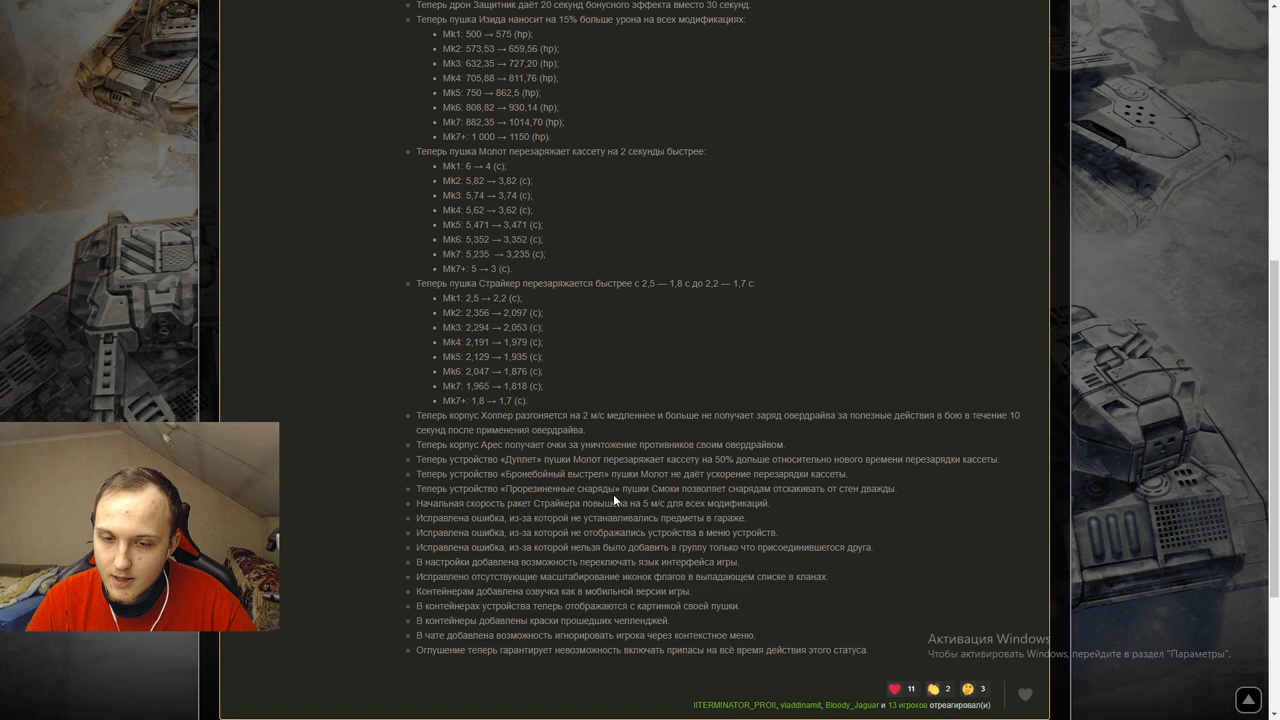 Теперь дрон Защитник даёт 20 секунд бонусного эффекта вместо 30 секунд.
Теперь пушка Изида наносит на 15% больше урона на всех модификациях:
Mk1: 500 → 575 (hp);
Mk2: 573,53 → 659,56 (hp);
Mk3: 632,35 → 727,20 (hp);
Mk4: 705,88 → 811,76 (hp);
Mk5: 750 → 862,5 (hp);
Mk6: 808,82 → 930,14 (hp);
Mk7: 882,35 → 1014,70 (hp);
Mk7+: 1 000 → 1150 (hp).
Теперь пушка Молот перезаряжает кассету на 2 секунды быстрее:
Mk1: 6 → 4 (с);
Mk2: 5,82 → 3,82 (с);
Mk3: 5,74 → 3,74 (с);
Mk4: 5,62 → 3,62 (с);
Mk5: 5,471 → 3,471 (с);
Mk6: 5,352 → 3,352 (с);
Mk7: 5,235 → 3,235 (с);
Mk7+: 5 → 3 (с).
Теперь пушка Страйкер перезаряжается быстрее с 2,5 — 1,8 с до 2,2 — 1,7 с:
Mk1: 2,5 → 2,2 (с);
Mk2: 2,356 → 2,097 (с);
Mk3: 2,294 → 2,053 (с);
Mk4: 2,191 → 1,979 (с);
Mk5: 2,129 → 1,935 (с);
Mk6: 2,047 → 1,876 (с);
Mk7: 1,965 → 1,818 (с);
Mk7+: 1,8 → 1,7 (с).
Теперь корпус Хоппер разгоняется на 2 м/с медленнее и больше не получает заряд овердрайва за полезные действия в бою в течение 10
секунд после применения овердрайва.
Теперь корпус Арес получает очки за уничтожение противников своим овердрайвом.
Теперь устройство «Дуплет» пушки Молот перезаряжает кассету на 50% дольше относительно нового времени перезарядки кассеты.
Теперь устройство «Бронебойный выстрел» пушки Молот не даёт ускорение перезарядки кассеты.
Теперь устройство «Прорезиненные снаряды» пушки Смоки позволяет снарядам отскакивать от стен дважды.
Начальная скорость ракет Страйкера повышена на 5 м/с для всех модификаций.
Исправлена ошибка, из-за которой не устанавливались предметы в гараже.
Исправлена ошибка, из-за которой не отображались устройства в меню устройств.
Исправлена ошибка, из-за которой нельзя было добавить в группу только что присоединившегося друга.
В настройки добавлена возможность переключать язык интерфейса игры.
Исправлено отсутствующие масштабирование иконок флагов в выпадающем списке в кланах.
Контейнерам добавлена озвучка как в мобильной версии игры.
В контейнерах устройства теперь отображаются с картинкой своей пушки.
В контейнеры добавлены краски прошедших челленджей.
В чате добавлена возможность игнорировать игрока через контекстное меню.
Оглушение теперь гарантирует невозможность включать припасы на всё время действия этого статуса.
Активация Windows
Чтобы активировать Windows, перейдите в раздел "Параметры".
11 2 3
IITERMINATOR_PROII, vladdinamit, Bloody_Jaguar и 13 игроков отреагировал(и)